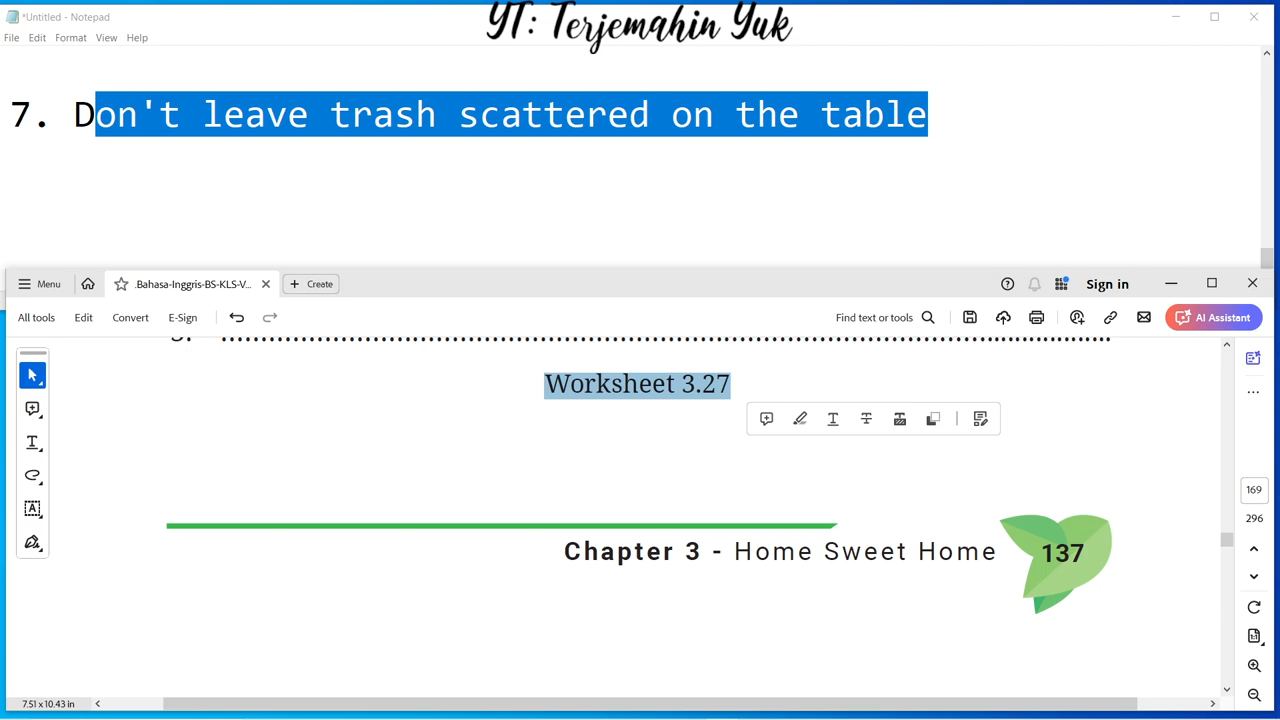 *Untitled - Notepad
YT: Terjemahin Yuk
File Edit Format View Help
7. Don't leave trash scattered on the table
Menu
.Bahasa-Inggris-BS-KLS-V...
Create
Sign in
All tools Edit Convert E-Sign
Find text or tools
AI Assistant
Worksheet 3.27
169
296
Chapter 3 - Home Sweet Home 137
7.51 x 10.43 in